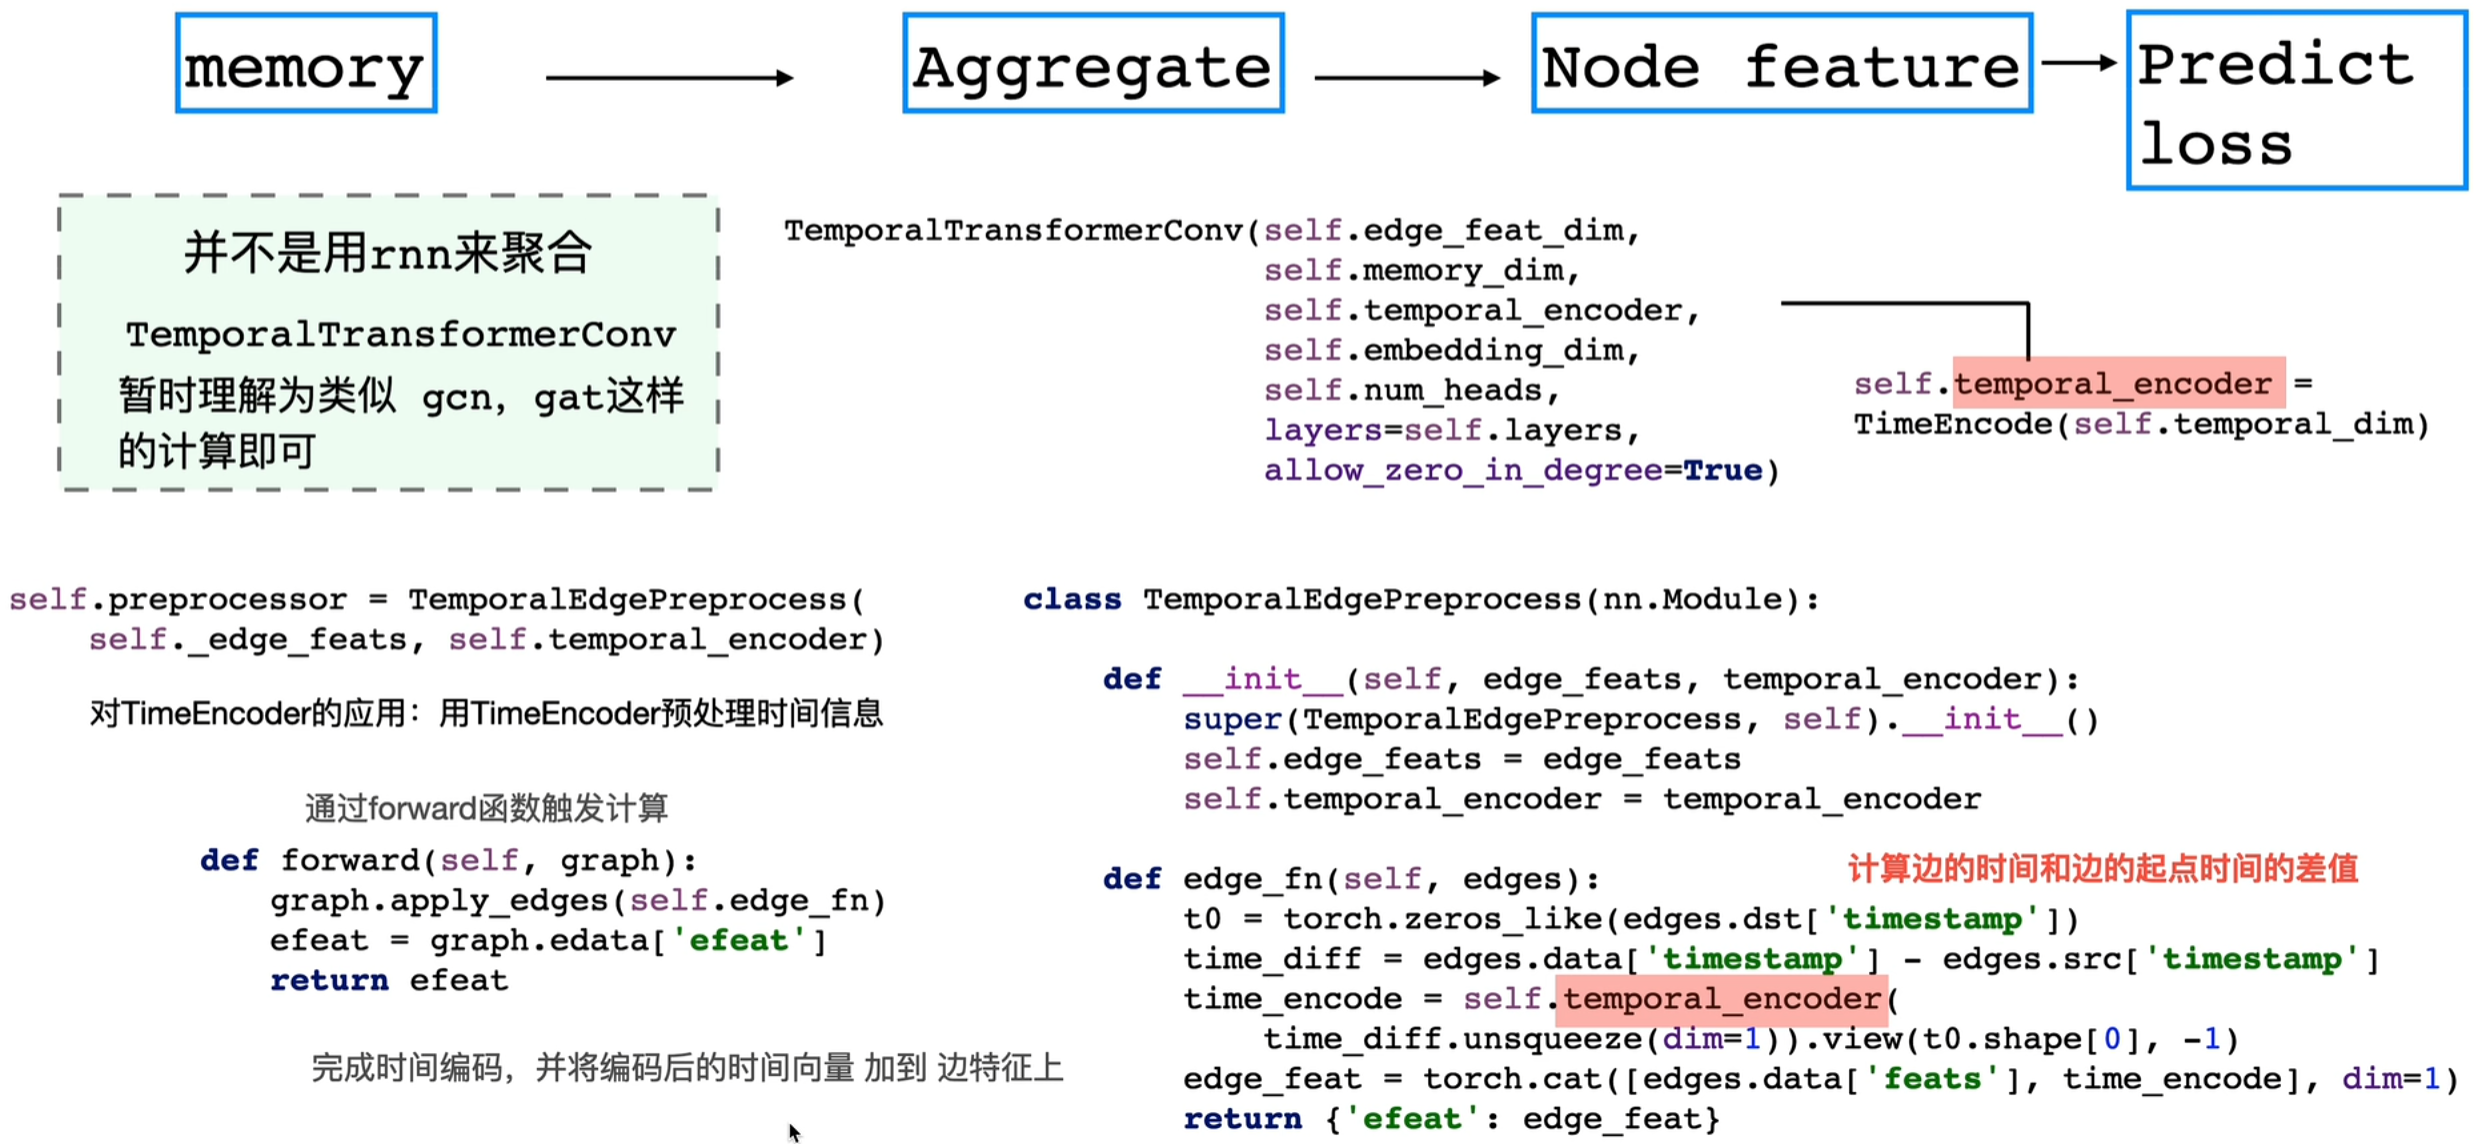 memory
Aggregate
Node feature
Predict
loss
并不是用rnn来聚合
TemporalTransformerConv
暂时理解为类似 gcn，gat这样
的计算即可
TemporalTransformerConv(self.edge_feat_dim,
self.memory_dim,
self.temporal_encoder,
self.embedding_dim,
self.num_heads,
layers=self.layers,
allow_zero_in_degree=True)
self.temporal_encoder =
TimeEncode(self.temporal_dim)
self.preprocessor = TemporalEdgePreprocess(
self._edge_feats, self.temporal_encoder)
对TimeEncoder的应用：用TimeEncoder预处理时间信息
通过forward函数触发计算
def forward(self, graph):
graph.apply_edges(self.edge_fn)
efeat = graph.edata['efeat']
return efeat
完成时间编码，并将编码后的时间向量 加到 边特征上
class TemporalEdgePreprocess(nn.Module):
def __init__(self, edge_feats, temporal_encoder):
super(TemporalEdgePreprocess, self).__init__()
self.edge_feats = edge_feats
self.temporal_encoder = temporal_encoder
计算边的时间和边的起点时间的差值
def edge_fn(self, edges):
t0 = torch.zeros_like(edges.dst['timestamp'])
time_diff = edges.data['timestamp'] - edges.src['timestamp']
time_encode = self.temporal_encoder(
time_diff.unsqueeze(dim=1)).view(t0.shape[0], -1)
edge_feat = torch.cat([edges.data['feats'], time_encode], dim=1)
return {'efeat': edge_feat}